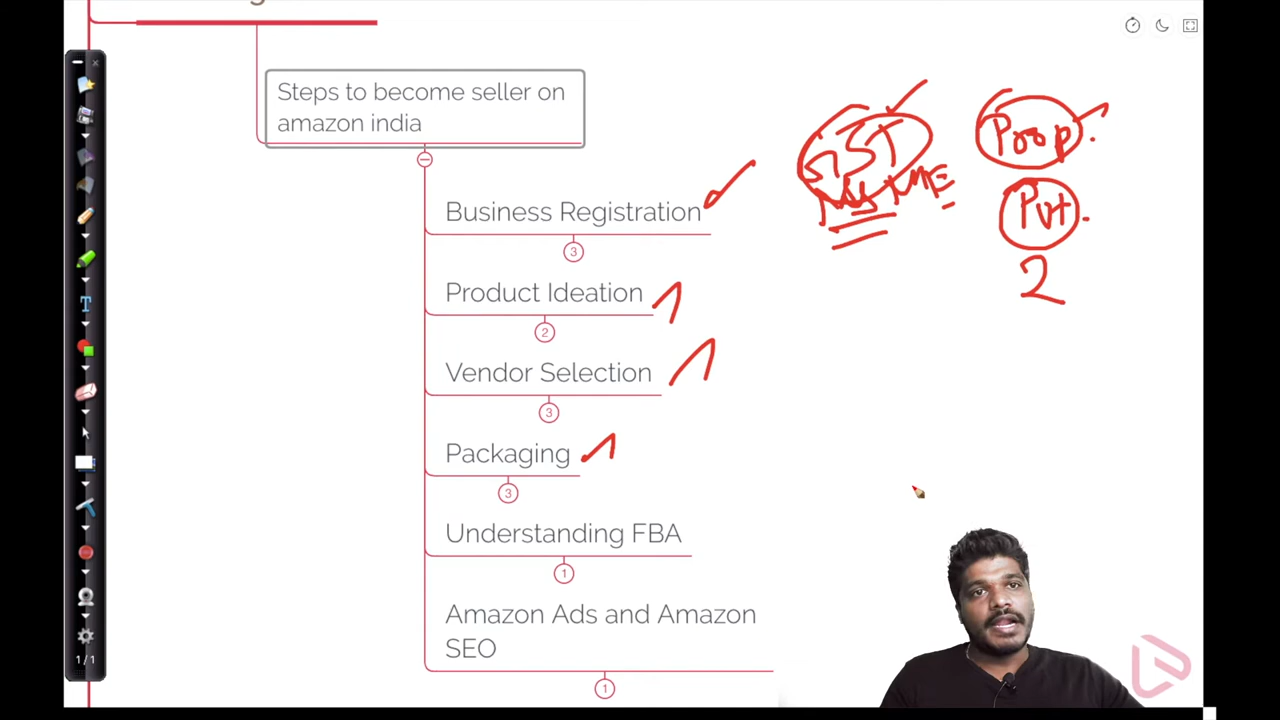 Steps to become seller on
amazon india
Business Registration
3
Product Ideation
2
Vendor Selection
3
Packaging
3
Understanding FBA
1
Amazon Ads and Amazon
SEO
1
GST
Prop.
Pvt.
2
1/1